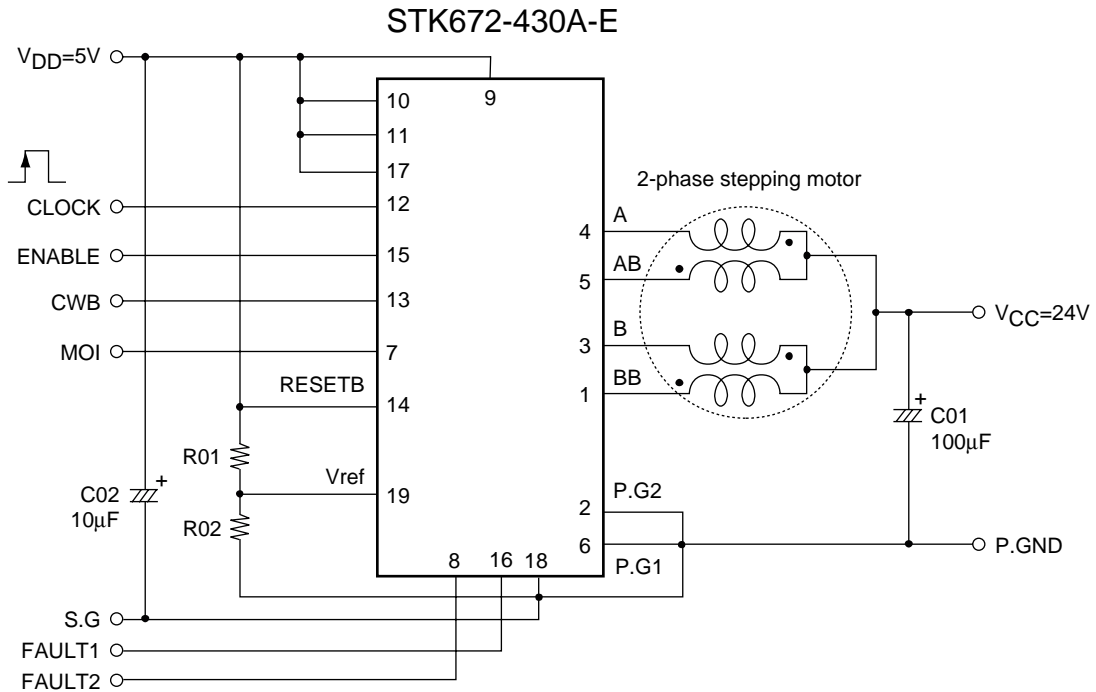 STK672-430A-E
VDD=5V
9
10
11
17
2-phase stepping motor
CLOCK
12
A
4
ENABLE
15
AB
5
CWB
13
VCC=24V
B
3
MOI
7
BB
1
RESETB
14
+
C01
100μF
R01
Vref
19
+
C02
10μF
R02
P.G2
2
6
P.GND
P.G1
8
16
18
S.G
FAULT1
FAULT2